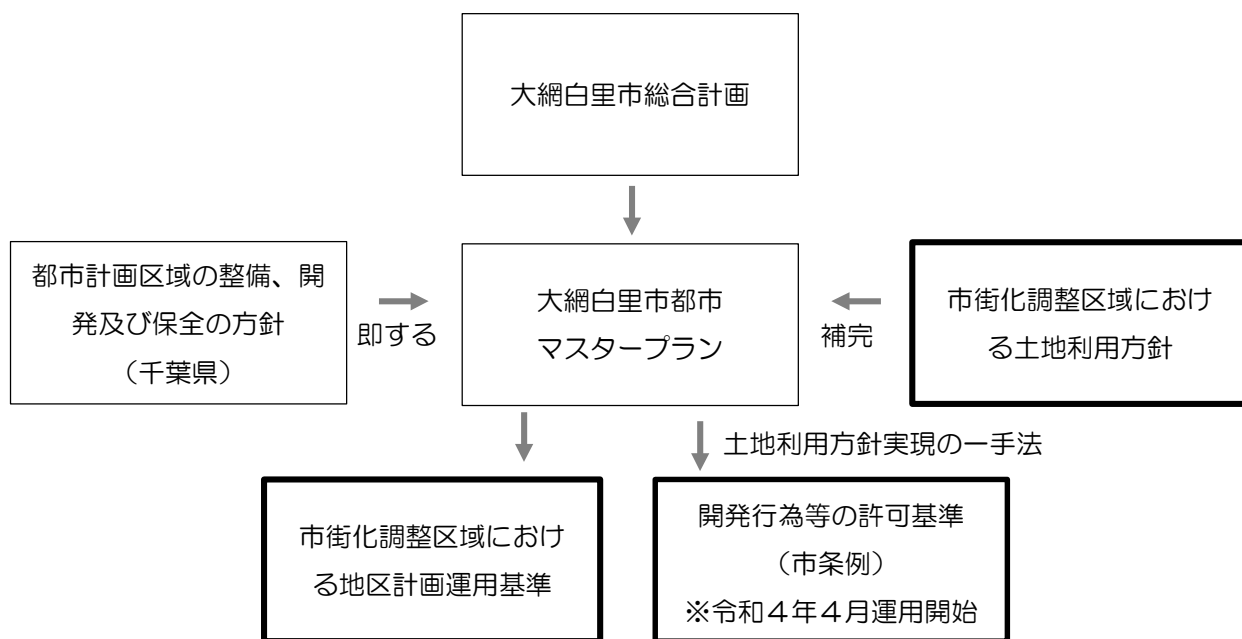 大網白里市総合計画
都市計画区域の整備、開
発及び保全の方針
（千葉県）
即する
大網白里市都市
マスタープラン
補完
市街化調整区域におけ
る土地利用方針
土地利用方針実現の一手法
市街化調整区域におけ
る地区計画運用基準
開発行為等の許可基準
（市条例）
※令和４年４月運用開始